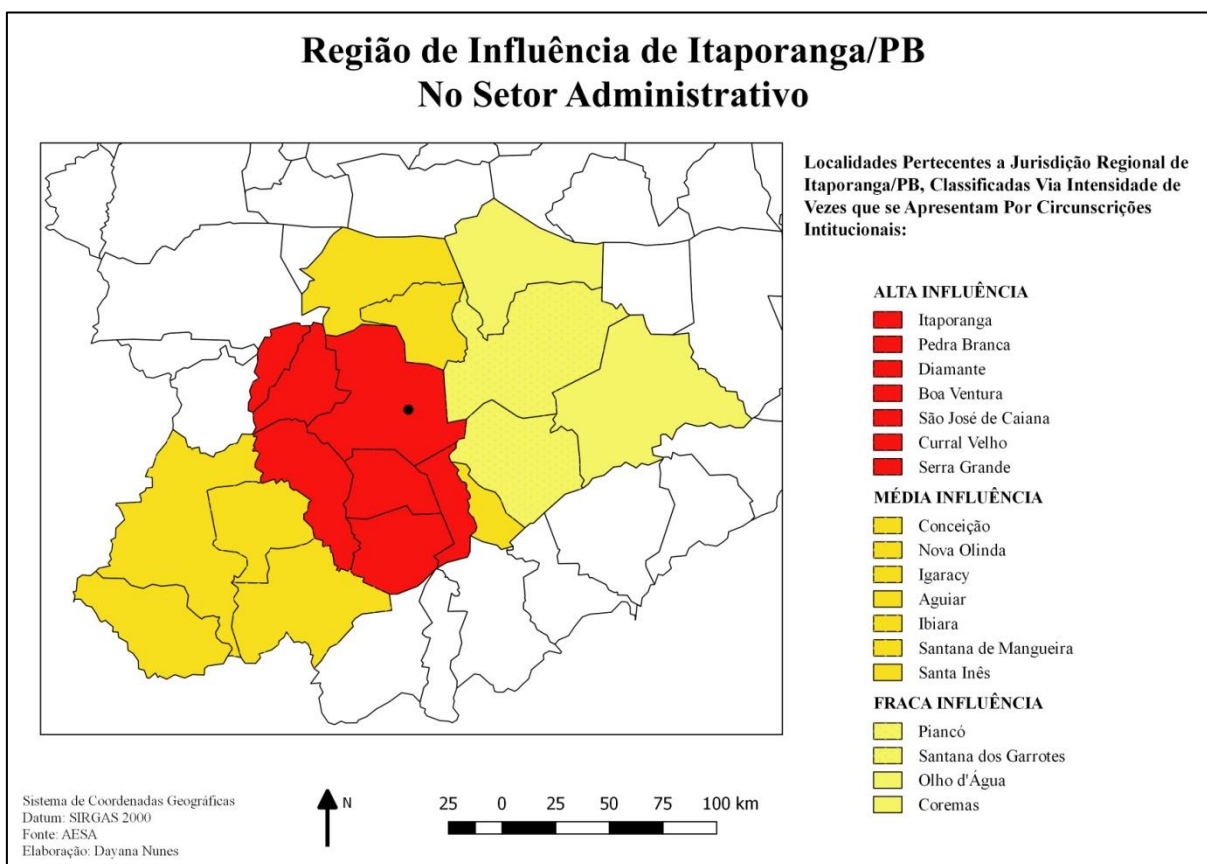 Região de Influência de Itaporanga/PB
No Setor Administrativo
Localidades Pertecentes a Jurisdição Regional de
Itaporanga/PB, Classificadas Via Intensidade de
Vezes que se Apresentam Por Circunscrições
Intitucionais:
ALTA INFLUÊNCIA
Itaporanga
Pedra Branca
Diamante
Boa Ventura
São José de Caiana
Curral Velho
Serra Grande
MÉDIA INFLUÊNCIA
Conceição
Nova Olinda
Igaracy
Aguiar
Ibiara
Santana de Mangueira
Santa Inês
FRACA INFLUÊNCIA
Piancó
Santana dos Garrotes
Olho d'Água
Coremas
Sistema de Coordenadas Geográficas
Datum: SIRGAS 2000
Fonte: AESA
Elaboração: Dayana Nunes
N
25 0 25 50 75 100 km